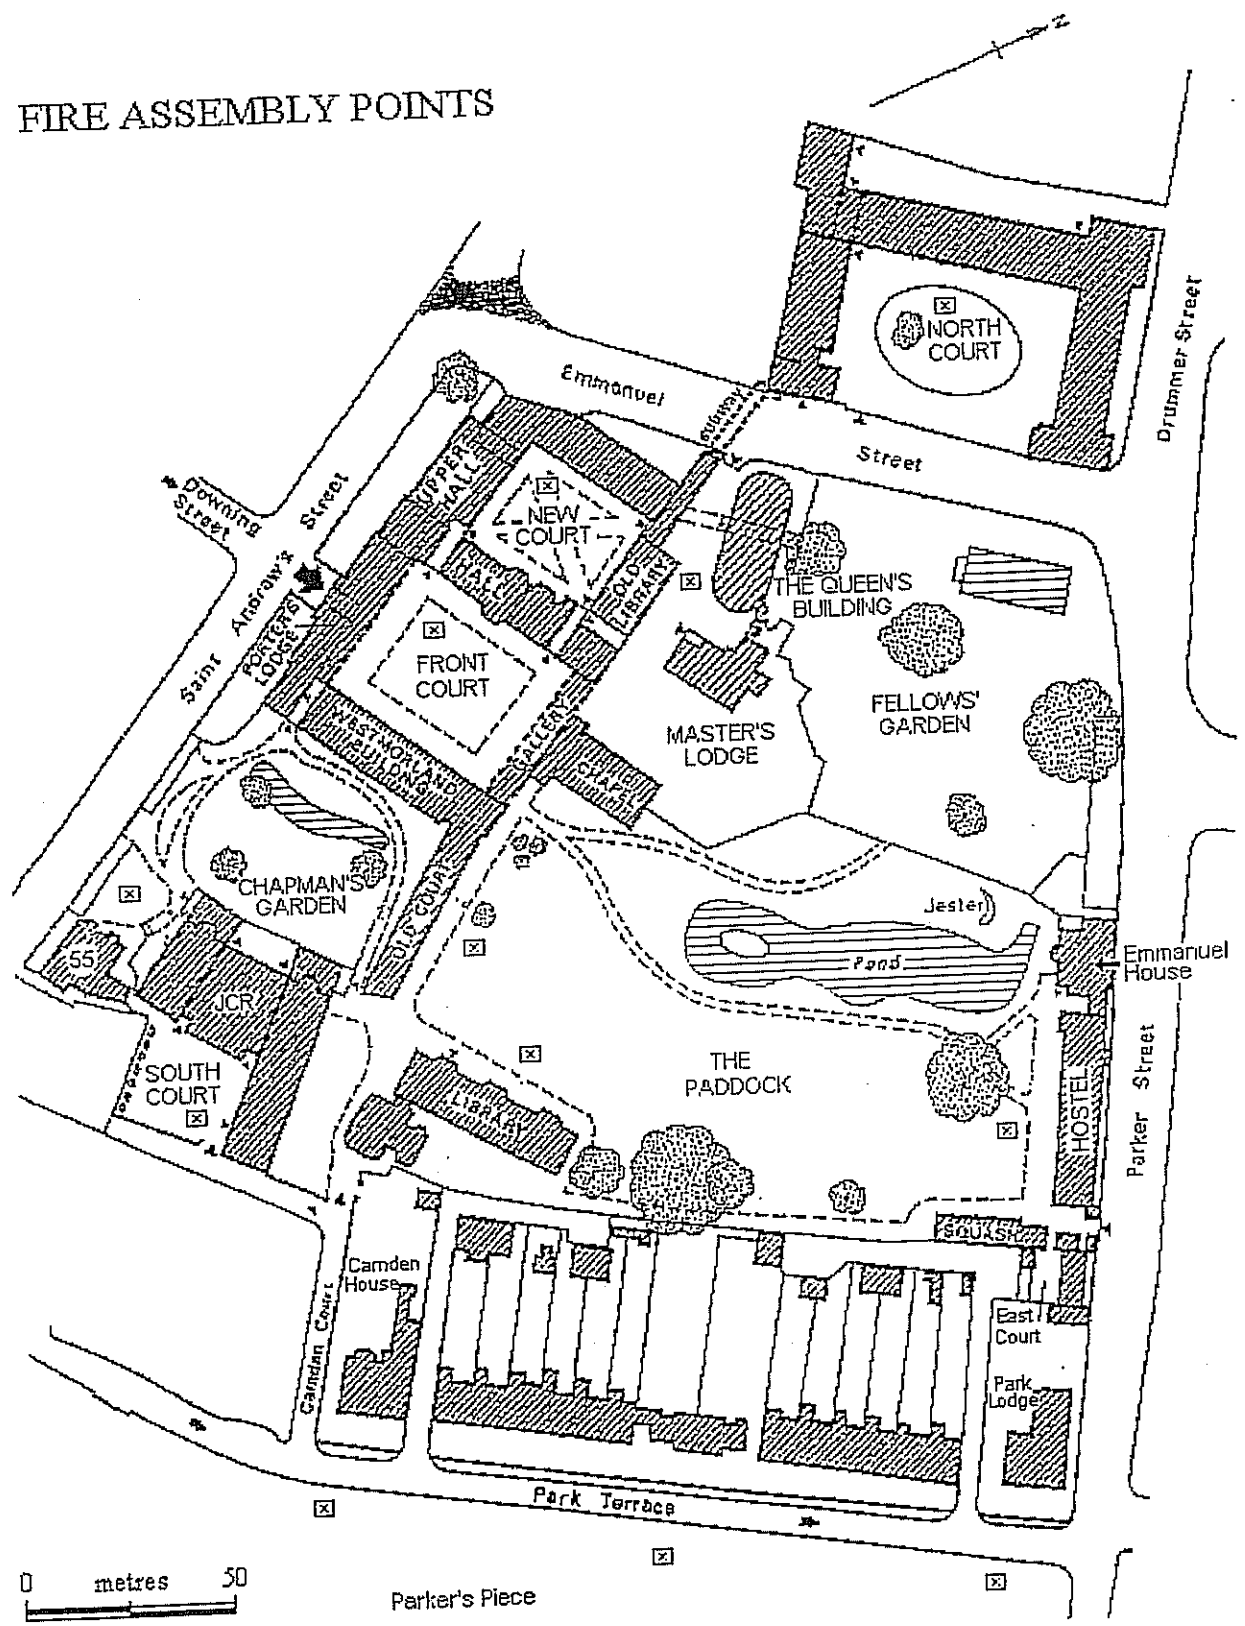 N
FIRE ASSEMBLY POINTS
NORTH
COURT
Drummer Street
Emmanuel
Street
SUBWAY
Downing
Street
Saint Andrew's Street
UPPER
HALL
NEW
COURT
HALL
OLD
LIBRARY
THE QUEEN'S
BUILDING
PORTERS
LODGE
FRONT
COURT
WESTMORLAND
BUILDING
GALLERY
CHAPEL
MASTER'S
LODGE
FELLOWS'
GARDEN
CHAPMAN'S
GARDEN
OLD COURT
Jester
Pond
Emmanuel
House
55
JCR
SOUTH
COURT
THE
PADDOCK
LIBRARY
HOSTEL
Parker Street
SQUASH
Camden
House
Camden Court
East
Court
Park
Lodge
Park Terrace
0 metres 50
Parker's Piece